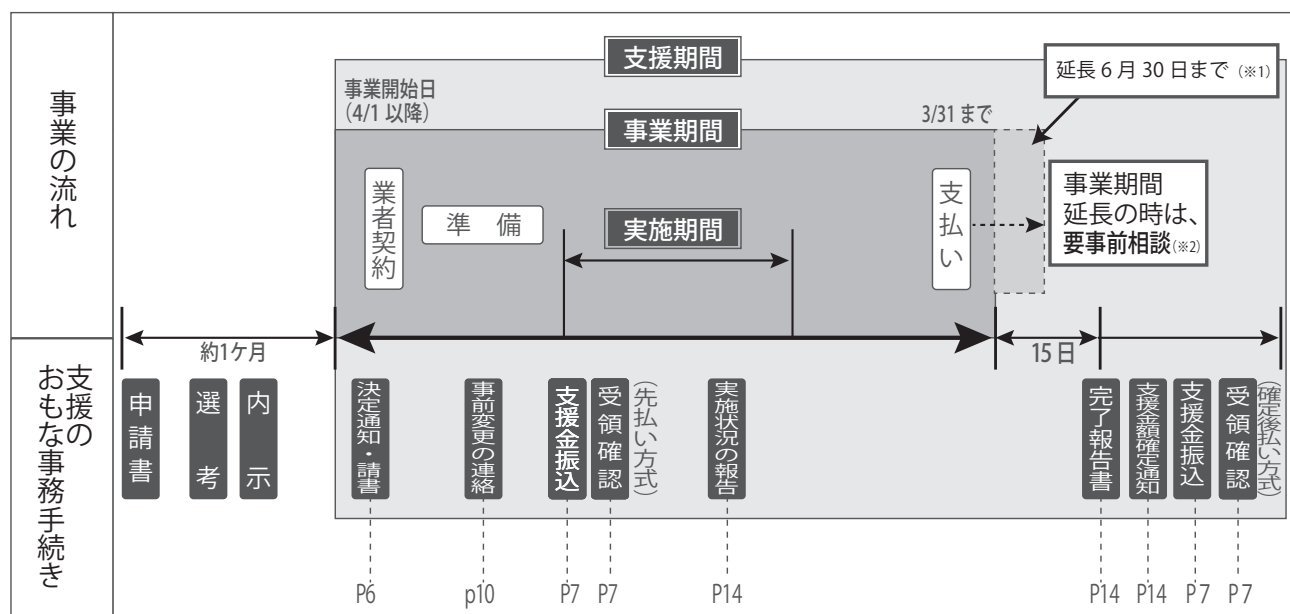 事業の流れ
支援期間
延長 6 月 30 日まで (※1)
事業開始日
(4/1 以降)
事業期間
3/31 まで
業者契約
準 備
実施期間
支払い
事業期間
延長の時は、
要事前相談(※2)
約1ケ月
15 日
支援の
おもな事務手続き
申請書
選考
内示
決定通知・請書
事前変更の連絡
支援金振込
受領確認
(先払い方式)
実施状況の報告
完了報告書
支援金額確定通知
支援金振込
受領確認
(確定後払い方式)
P6
p10
P7
P7
P14
P14
P14
P 7
P 7